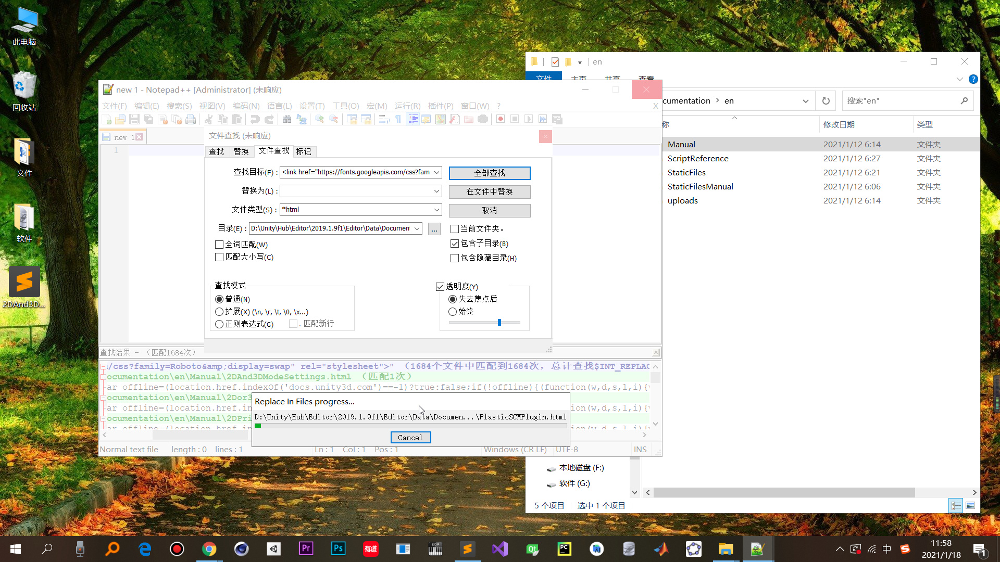 此电脑
回收站
文件
软件
2DAnd3D...
new 1 - Notepad++ [Administrator] (未响应)
文件(F) 编辑(E) 搜索(S) 视图(V) 编码(N) 语言(L) 设置(T) 工具(O) 宏(M) 运行(R) 插件(P) 窗口(W) ? X
new 1
1
文件查找 (未响应)
查找 替换 文件查找 标记
查找目标(F) : <link href="https://fonts.googleapis.com/css?fam 全部查找
替换为(L) : 在文件中替换
文件类型(S) : *html 取消
目录(E) : D:\Unity\Hub\Editor\2019.1.9f1\Editor\Data\Documen ... 当前文件夹。
全词匹配(W) 包含子目录(B)
匹配大小写(C) 包含隐藏目录(H)
查找模式 透明度(Y)
普通(N) 失去焦点后
扩展(X) (\n, \r, \t, \0, \x...) 始终
正则表达式(G) . 匹配新行
查找结果 - (匹配1684次)
/css?family=Roboto&amp;display=swap" rel="stylesheet">" (1684个文件中匹配到1684次, 总计查找$INT_REPLAC
ocumentation\en\Manual\2DAnd3DModeSettings.html (匹配1次)
ar offline=(location.href.indexOf('docs.unity3d.com')==-1)?true:false;if(!offline){(function(w,d,s,l,i){
ocumentation\en\Manual\2Dor3
ar offline=(location.href.in
ion(w,d,s,l,i){
ocumentation\en\Manual\2DPri
ar offline=(location.href.in
ion(w,d,s,l,i){
Replace In Files progress...
D:\Unity\Hub\Editor\2019.1.9f1\Editor\Data\Documen...\PlasticSCMPlugin.html
Cancel
Normal text file length : 0 lines : 1 Ln : 1 Col : 1 Pos : 1 Windows (CR LF) UTF-8 INS
en
文件 主页 共享 查看
cumentation > en 搜索"en"
称 修改日期 类型
Manual 2021/1/12 6:14 文件夹
ScriptReference 2021/1/12 6:27 文件夹
StaticFiles 2021/1/12 6:21 文件夹
StaticFilesManual 2021/1/12 6:06 文件夹
uploads 2021/1/12 6:14 文件夹
本地磁盘 (F:)
软件 (G:)
5 个项目 选中 1 个项目
Pr Ps 有道 EOP Qt PC 中 S
11:58
2021/1/18
1